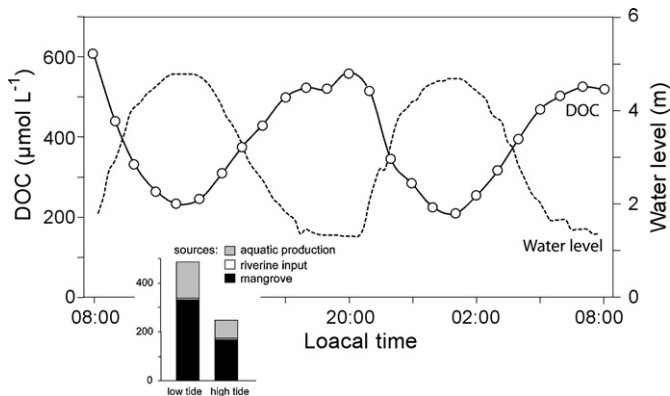 6
600
DOC (µmol L⁻¹)
400
200
0
DOC
Water level
4
2
0
Water level (m)
sources:
aquatic production
riverine input
mangrove
400
200
0
low tide high tide
08:00 20:00 02:00 08:00
Loacal time